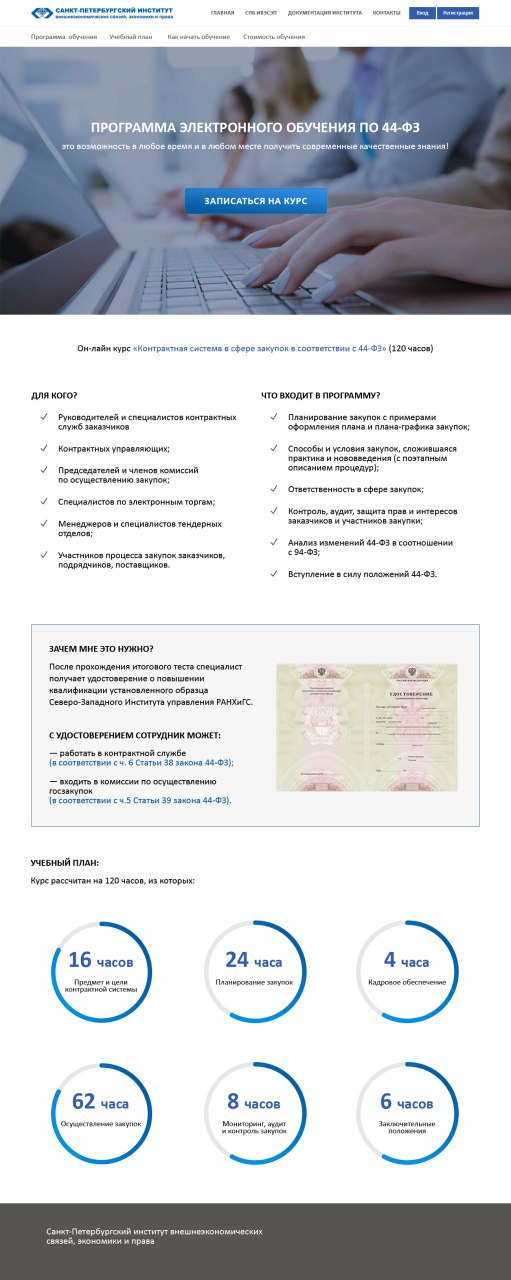 САНКТ-ПЕТЕРБУРГСКИЙ ИНСТИТУТ
внешнеэкономических связей, экономики и права
ГЛАВНАЯ
СПБ ИВЭСЭП
ДОКУМЕНТАЦИЯ ИНСТИТУТА
КОНТАКТЫ
Вход
Регистрация
Программа обучения
Учебный план
Как начать обучение
Стоимость обучения
ПРОГРАММА ЭЛЕКТРОННОГО ОБУЧЕНИЯ ПО 44-ФЗ
это возможность в любое время и в любом месте получить современные качественные знания!
ЗАПИСАТЬСЯ НА КУРС
Он-лайн курс «Контрактная система в сфере закупок в соответствии с 44-ФЗ» (120 часов)
ДЛЯ КОГО?
Руководителей и специалистов контрактных
служб заказчиков
Контрактных управляющих;
Председателей и членов комиссий
по осуществлению закупок;
Специалистов по электронным торгам;
Менеджеров и специалистов тендерных
отделов;
Участников процесса закупок заказчиков,
подрядчиков, поставщиков.
ЧТО ВХОДИТ В ПРОГРАММУ?
Планирование закупок с примерами
оформления плана и плана-графика закупок;
Способы и условия закупок, сложившаяся
практика и нововведения (с поэтапным
описанием процедур);
Ответственность в сфере закупок;
Контроль, аудит, защита прав и интересов
заказчиков и участников закупки;
Анализ изменений 44-ФЗ в соотношении
с 94-ФЗ;
Вступление в силу положений 44-ФЗ.
ЗАЧЕМ МНЕ ЭТО НУЖНО?
После прохождения итогового теста специалист
получает удостоверение о повышении
квалификации установленного образца
Северо-Западного Института управления РАНХиГС.
С УДОСТОВЕРЕНИЕМ СОТРУДНИК МОЖЕТ:
— работать в контрактной службе
(в соответствии с ч. 6 Статьи 38 закона 44-ФЗ);
— входить в комиссии по осуществлению
госзакупок
(в соответствии с ч.5 Статьи 39 закона 44-ФЗ).
УДОСТОВЕРЕНИЕ
УЧЕБНЫЙ ПЛАН:
Курс рассчитан на 120 часов, из которых:
16 часов
Предмет и цели
контрактной системы
24 часа
Планирование закупок
4 часа
Кадровое обеспечение
62 часа
Осуществление закупок
8 часов
Мониторинг, аудит
и контроль закупок
6 часов
Заключительные
положения
Санкт-Петербургский институт внешнеэкономических
связей, экономики и права